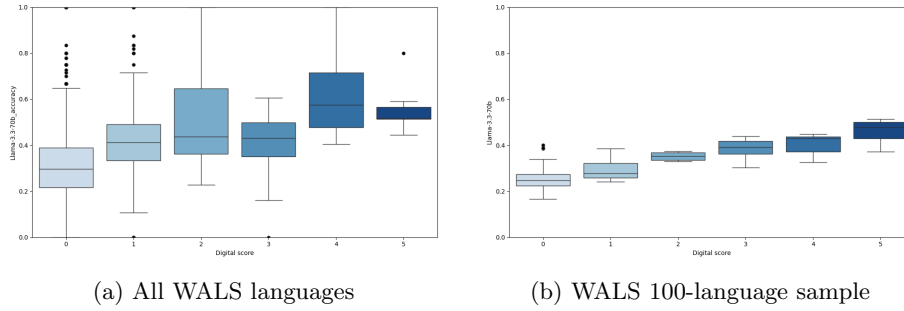 1.0
0.8
0.6
0.4
0.2
0.0
Llama-3.3-70b_accuracy
0 1 2 3 4 5
Digital score
1.0
0.8
0.6
0.4
0.2
0.0
Llama-3.3-70b
0 1 2 3 4 5
Digital score
(a) All WALS languages
(b) WALS 100-language sample